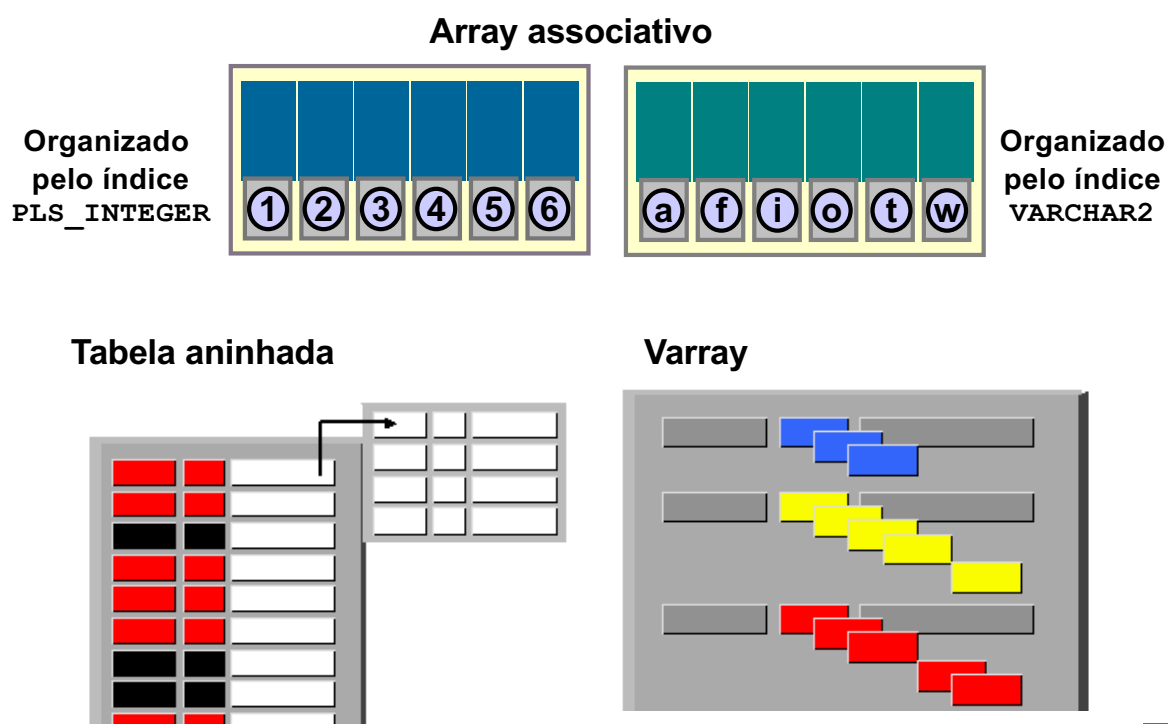 Array associativo
Organizado
pelo índice
PLS_INTEGER
1 2 3 4 5 6
a f i o t w
Organizado
pelo índice
VARCHAR2
Tabela aninhada
Varray